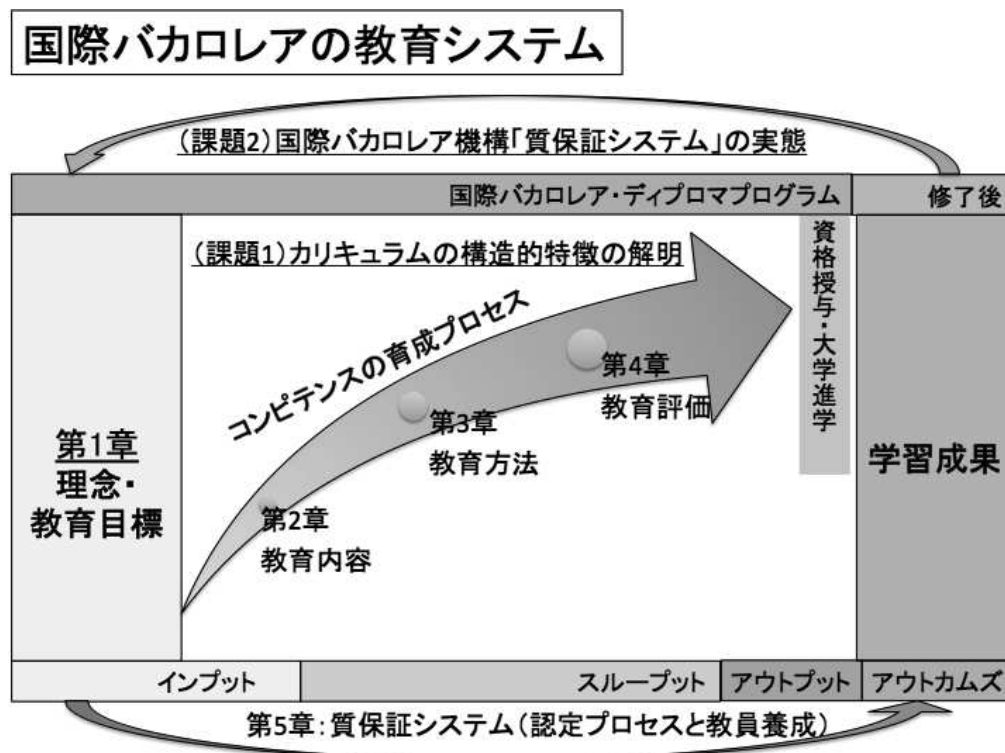 国際バカロレアの教育システム
(課題2)国際バカロレア機構「質保証システム」の実態
国際バカロレア・ディプロマプログラム
修了後
(課題1)カリキュラムの構造的特徴の解明
資格授与・大学進学
コンピテンスの育成プロセス
第4章
教育評価
第3章
教育方法
第2章
教育内容
第1章
理念・
教育目標
学習成果
インプット
スループット
アウトプット
アウトカムズ
第5章:質保証システム(認定プロセスと教員養成)